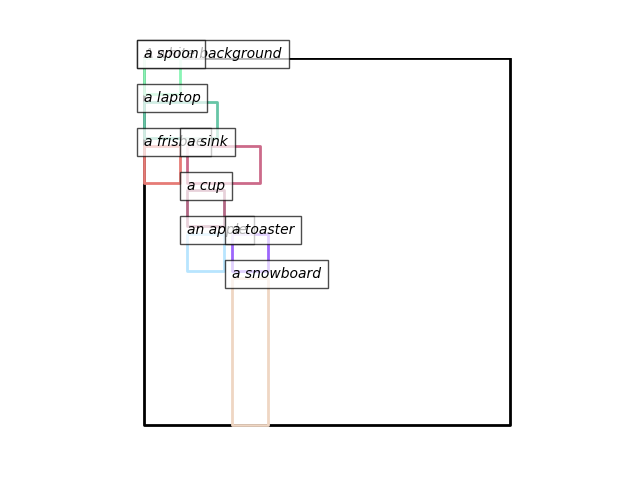 a spoon background
a laptop
a frisbee a sink
a cup
an apple a toaster
a snowboard